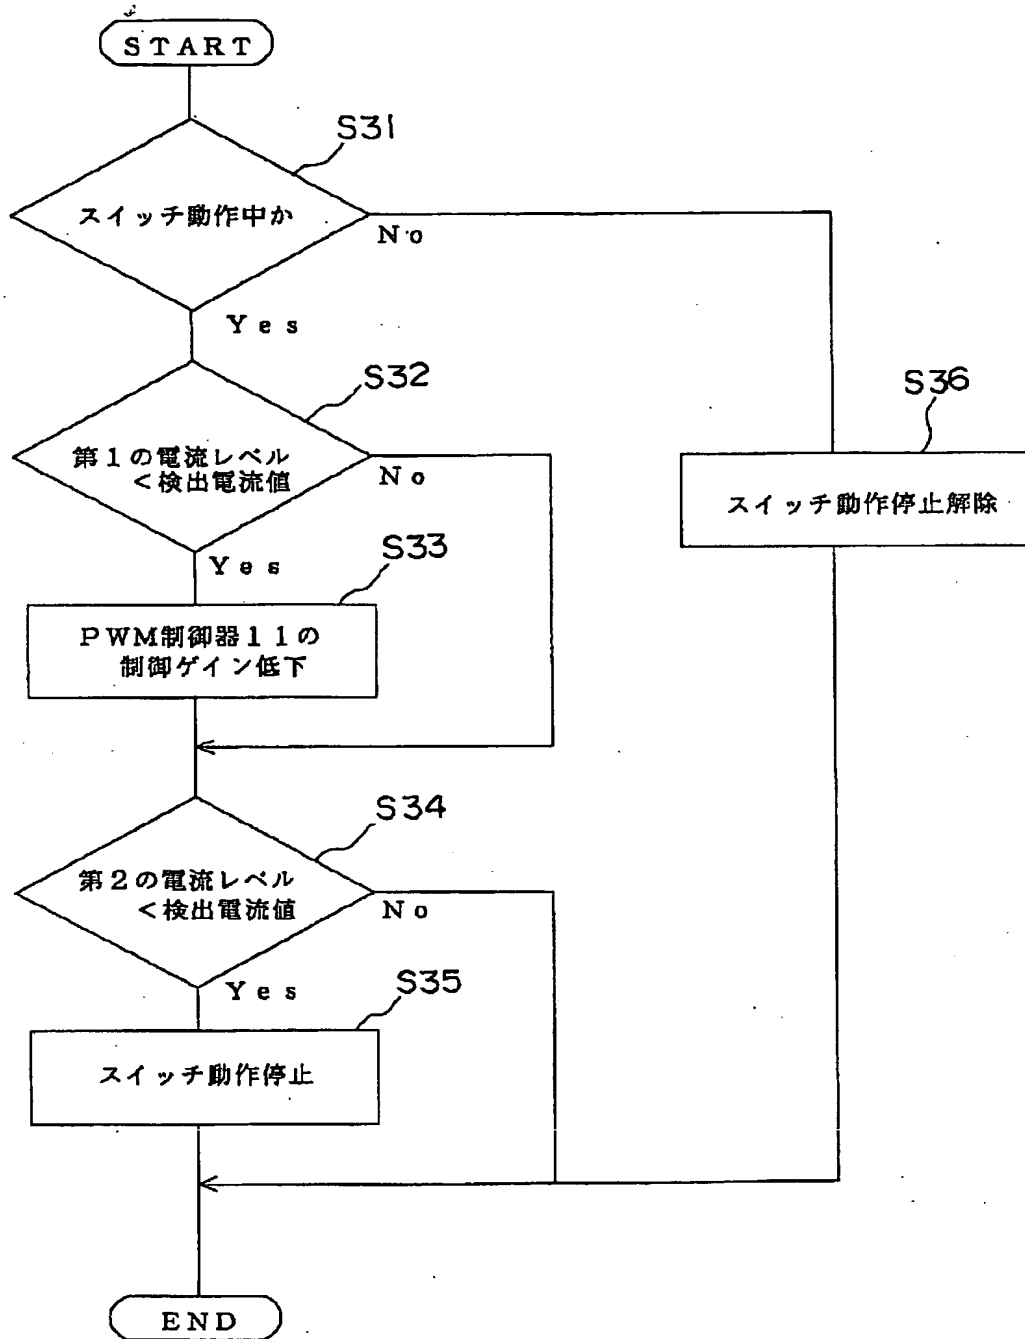 START
S31
スイッチ動作中か
No
Yes
S32
第1の電流レベル
<検出電流値
No
Yes
S36
スイッチ動作停止解除
S33
PWM制御器11の
制御ゲイン低下
S34
第2の電流レベル
<検出電流値
No
Yes
S35
スイッチ動作停止
END